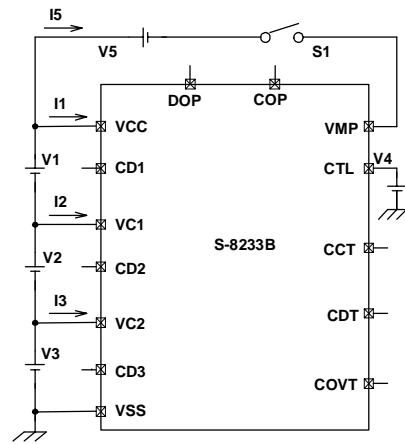 I5
V5
S1
DOP
COP
I1
VCC
VMP
V1
CD1
CTL
V4
I2
VC1
S-8233B
CCT
V2
CD2
I3
VC2
CDT
V3
CD3
COVT
VSS